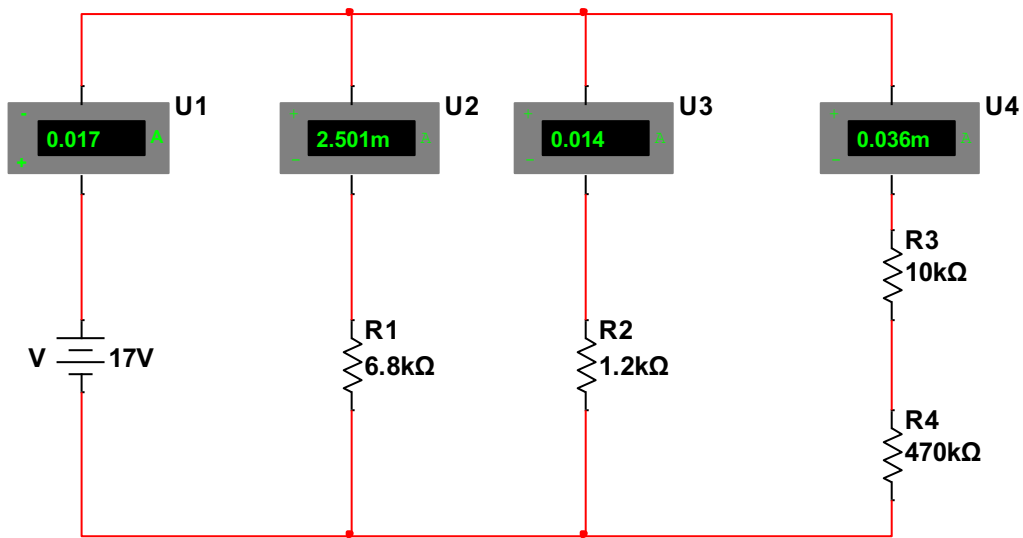 U1
- 0.017 A +
U2
+ 2.501m A -
U3
+ 0.014 A -
U4
+ 0.036m A -
R3
10kΩ
R1
6.8kΩ
R2
1.2kΩ
V 17V
R4
470kΩ